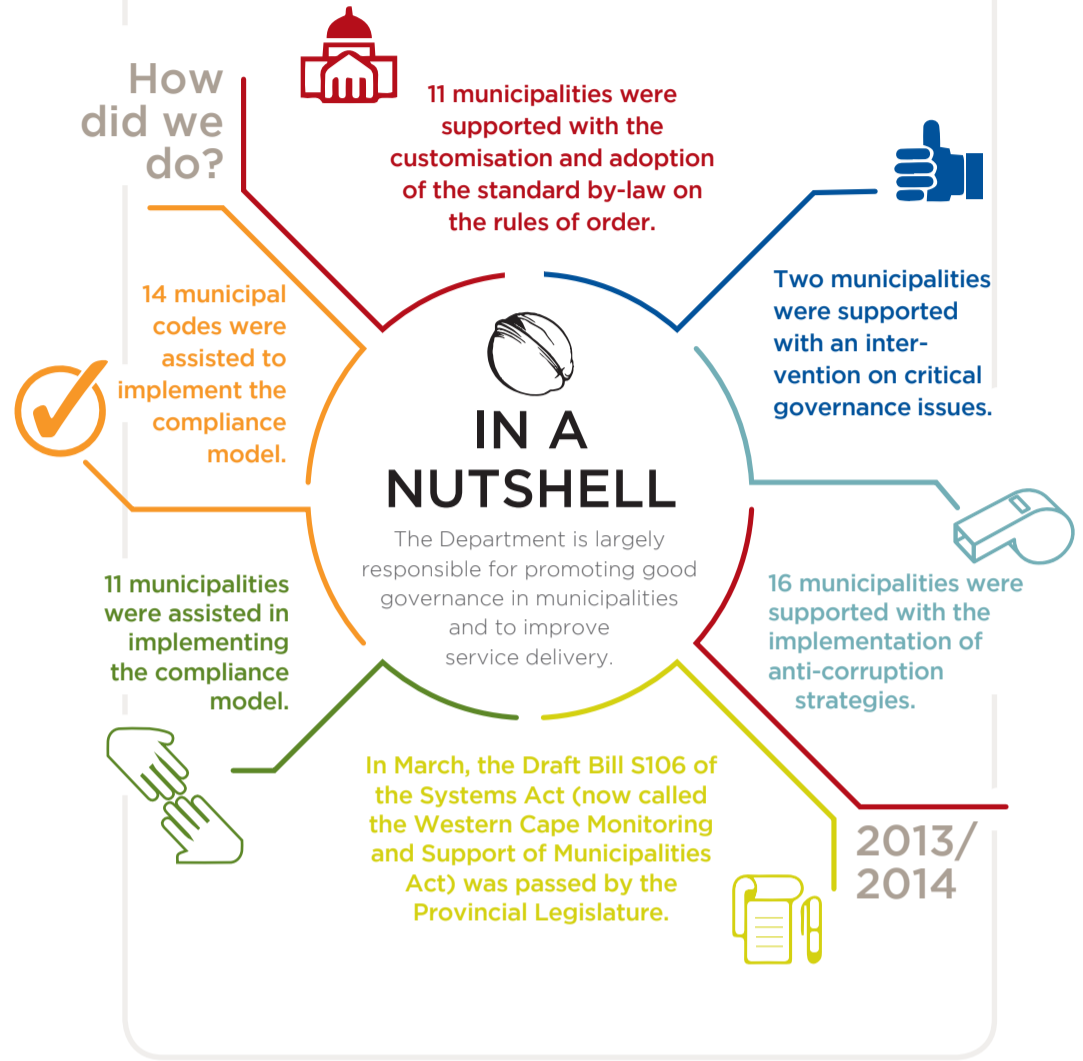 How
did we
do?
11 municipalities were
supported with the
customisation and adoption
of the standard by-law on
the rules of order.
Two municipalities
were supported
with an inter-
vention on critical
governance issues.
14 municipal
codes were
assisted to
implement the
compliance
model.
IN A
NUTSHELL
The Department is largely
responsible for promoting good
governance in municipalities
and to improve
service delivery.
11 municipalities
were assisted in
implementing
the compliance
model.
16 municipalities were
supported with the
implementation of
anti-corruption
strategies.
In March, the Draft Bill S106 of
the Systems Act (now called
the Western Cape Monitoring
and Support of Municipalities
Act) was passed by the
Provincial Legislature.
2013/
2014